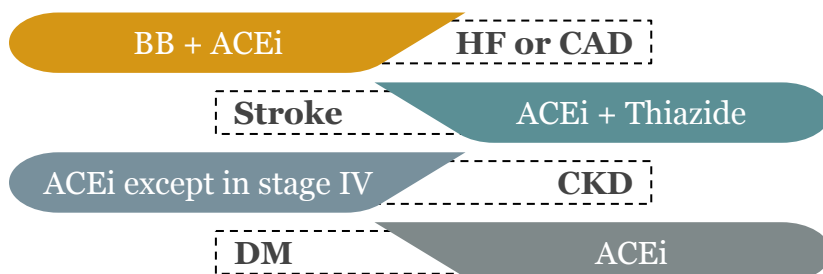 BB + ACEi HF or CAD
Stroke ACEi + Thiazide
ACEi except in stage IV CKD
DM ACEi